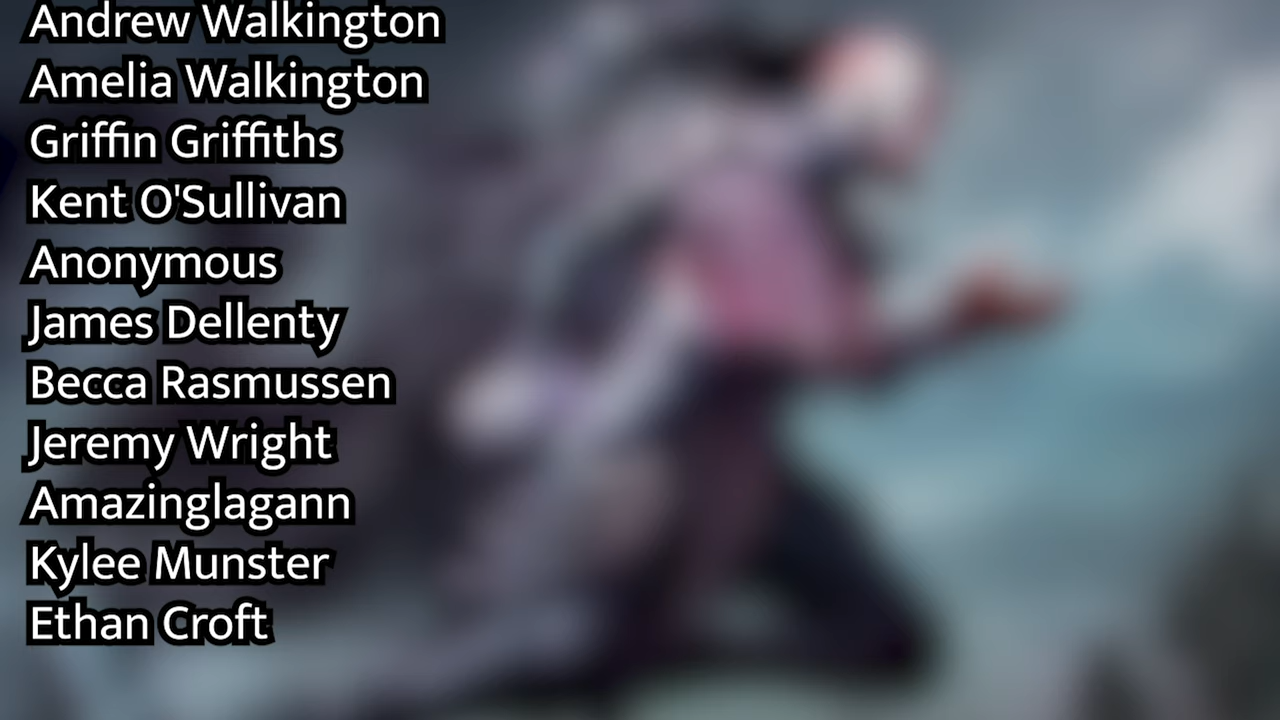 Andrew Walkington
Amelia Walkington
Griffin Griffiths
Kent O'Sullivan
Anonymous
James Dellenty
Becca Rasmussen
Jeremy Wright
Amazinglagann
Kylee Munster
Ethan Croft